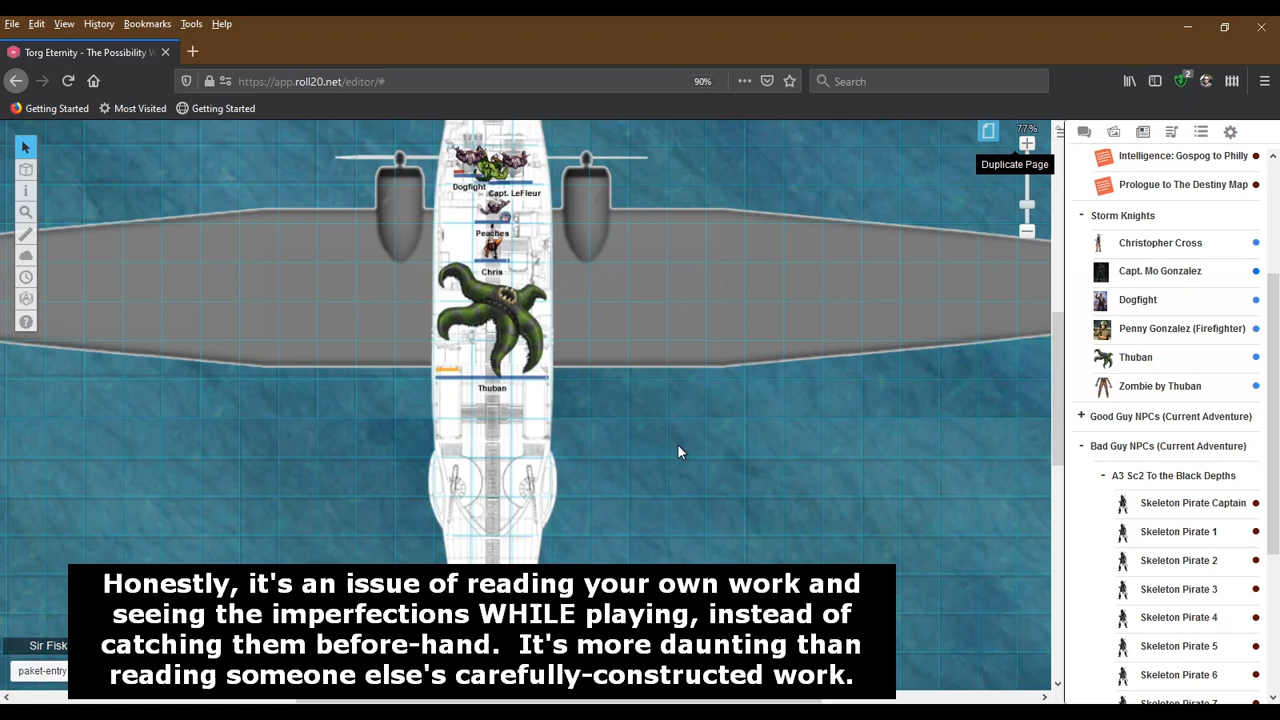 File Edit View History Bookmarks Tools Help
Torg Eternity - The Possibility W
https://app.roll20.net/editor/#
90%
Search
2
Getting Started
Most Visited
Getting Started
77%
Duplicate Page
Dogfight
Capt. LeFleur
Peaches
Chris
Thuban
Intelligence: Gospog to Philly
Prologue to The Destiny Map
- Storm Knights
Christopher Cross
Capt. Mo Gonzalez
Dogfight
Penny Gonzalez (Firefighter)
Thuban
Zombie by Thuban
+ Good Guy NPCs (Current Adventure)
- Bad Guy NPCs (Current Adventure)
- A3 Sc2 To the Black Depths
Skeleton Pirate Captain
Skeleton Pirate 1
Skeleton Pirate 2
Skeleton Pirate 3
Skeleton Pirate 4
Skeleton Pirate 5
Skeleton Pirate 6
Honestly, it's an issue of reading your own work and
seeing the imperfections WHILE playing, instead of
catching them before-hand. It's more daunting than
reading someone else's carefully-constructed work.
Sir Fisk
paket-entry